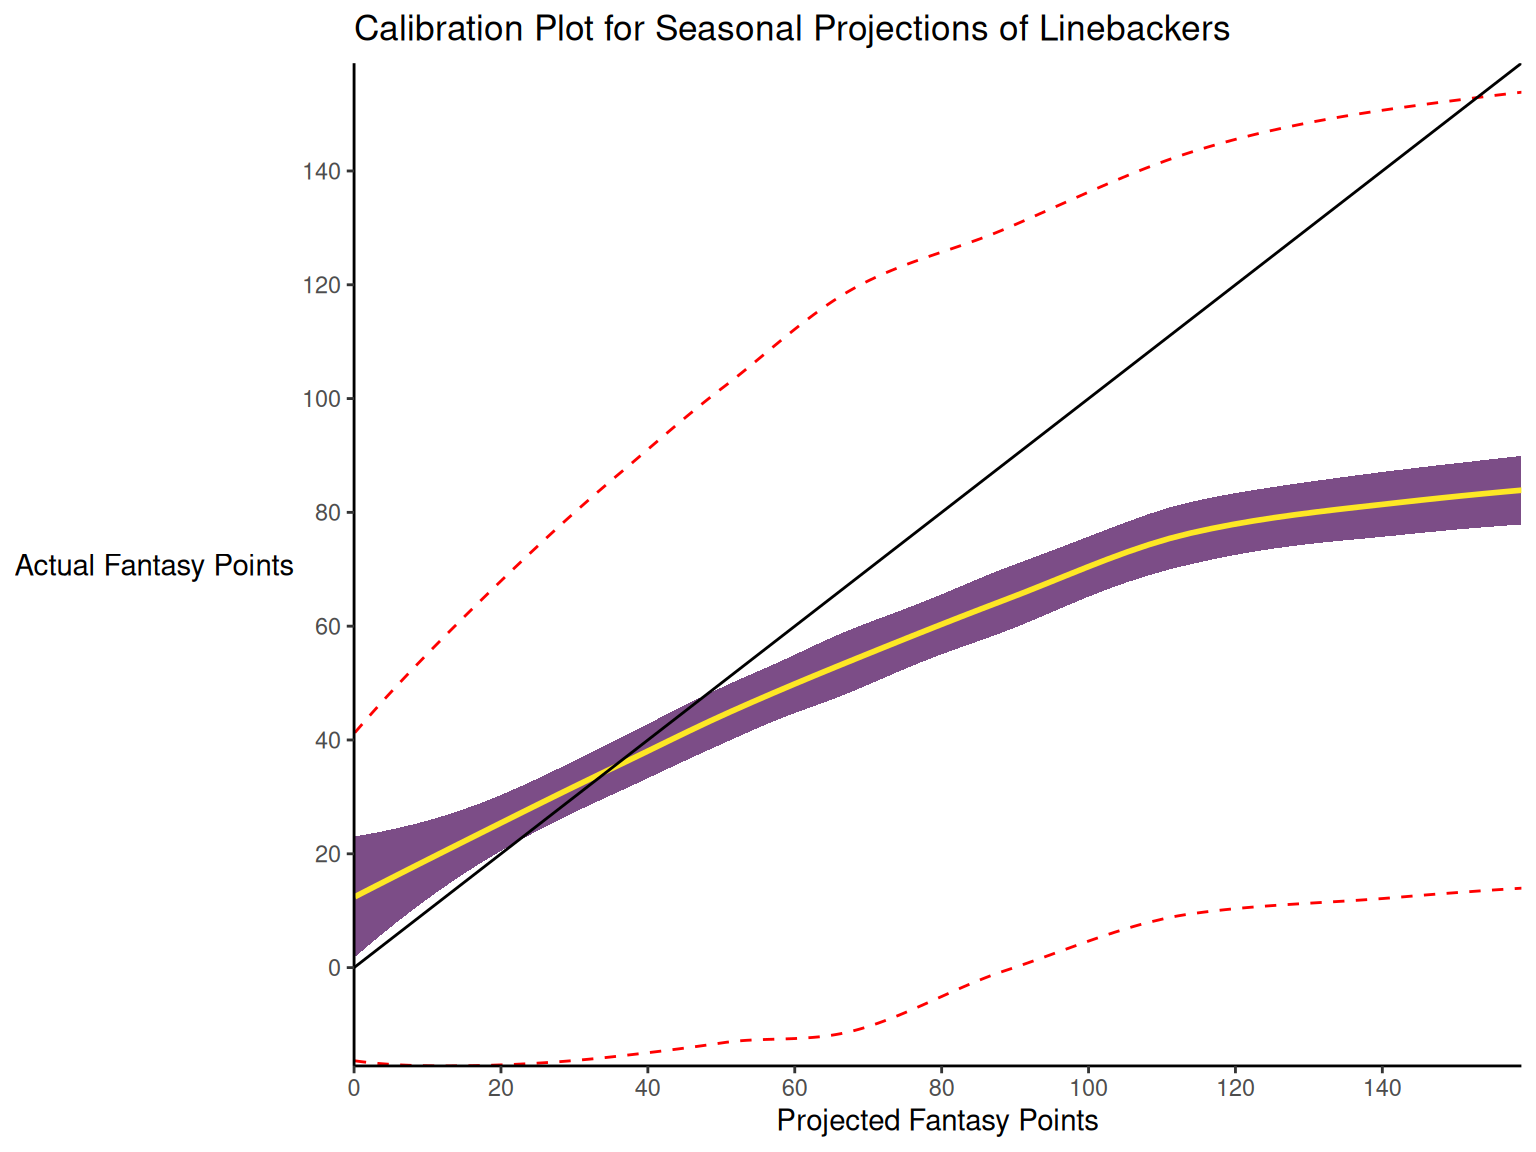 Calibration Plot for Seasonal Projections of Linebackers
140
120
100
80
60
40
20
0
Actual Fantasy Points
0 20 40 60 80 100 120 140
Projected Fantasy Points